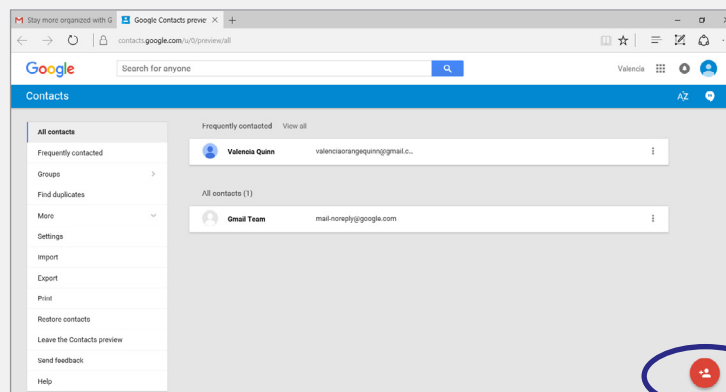 Stay more organized with G
Google Contacts preview
contacts.google.com/u/0/preview/all
Google
Search for anyone
Valencia
Contacts
AZ
All contacts
Frequently contacted
Groups
Find duplicates
More
Settings
Import
Export
Print
Restore contacts
Leave the Contacts preview
Send feedback
Help
Frequently contacted View all
Valencia Quinn valenciaorangequinn@gmail.c...
All contacts (1)
Gmail Team mail-noreply@google.com